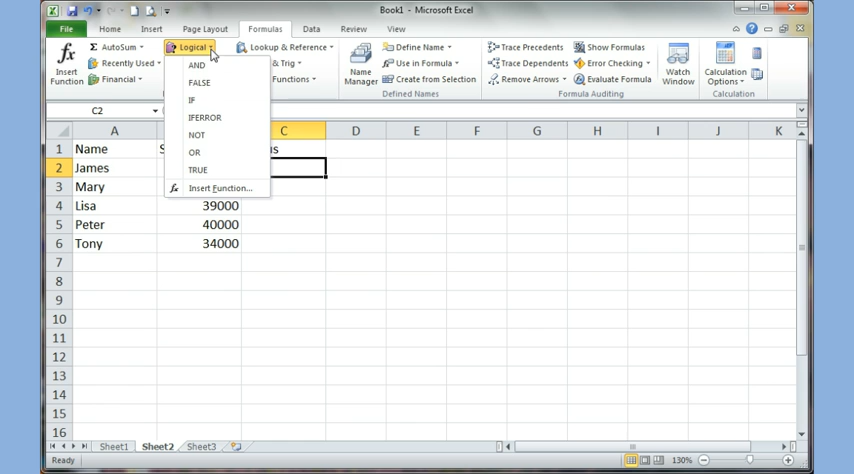 Book1 - Microsoft Excel
File Home Insert Page Layout Formulas Data Review View
fx Σ AutoSum Logical Lookup & Reference Define Name Trace Precedents Show Formulas
Recently Used & Trig Use in Formula Trace Dependents Error Checking
Insert Function Financial Functions Name Manager Create from Selection Remove Arrows Evaluate Formula Watch Window Calculation Options
Defined Names Formula Auditing Calculation
C2
AND
FALSE
IF
IFERROR
NOT
OR
TRUE
fx Insert Function...
A C D E F G H I J K
1 Name S us
2 James
3 Mary
4 Lisa 39000
5 Peter 40000
6 Tony 34000
7
8
9
10
11
12
13
14
15
16
Sheet1 Sheet2 Sheet3
Ready 130%